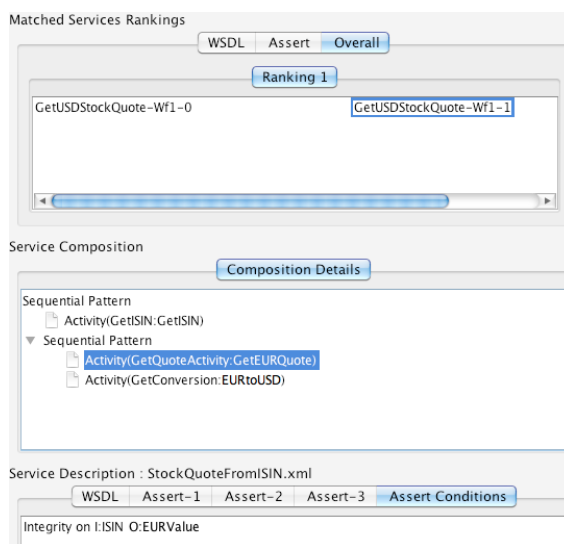 Matched Services Rankings
WSDL Assert Overall
Ranking 1
GetUSDStockQuote-Wf1-0 GetUSDStockQuote-Wf1-1
Service Composition
Composition Details
Sequential Pattern
Activity(GetISIN:GetISIN)
Sequential Pattern
Activity(GetQuoteActivity:GetEURQuote)
Activity(GetConversion:EURtoUSD)
Service Description : StockQuoteFromISIN.xml
WSDL Assert-1 Assert-2 Assert-3 Assert Conditions
Integrity on I:ISIN O:EURValue